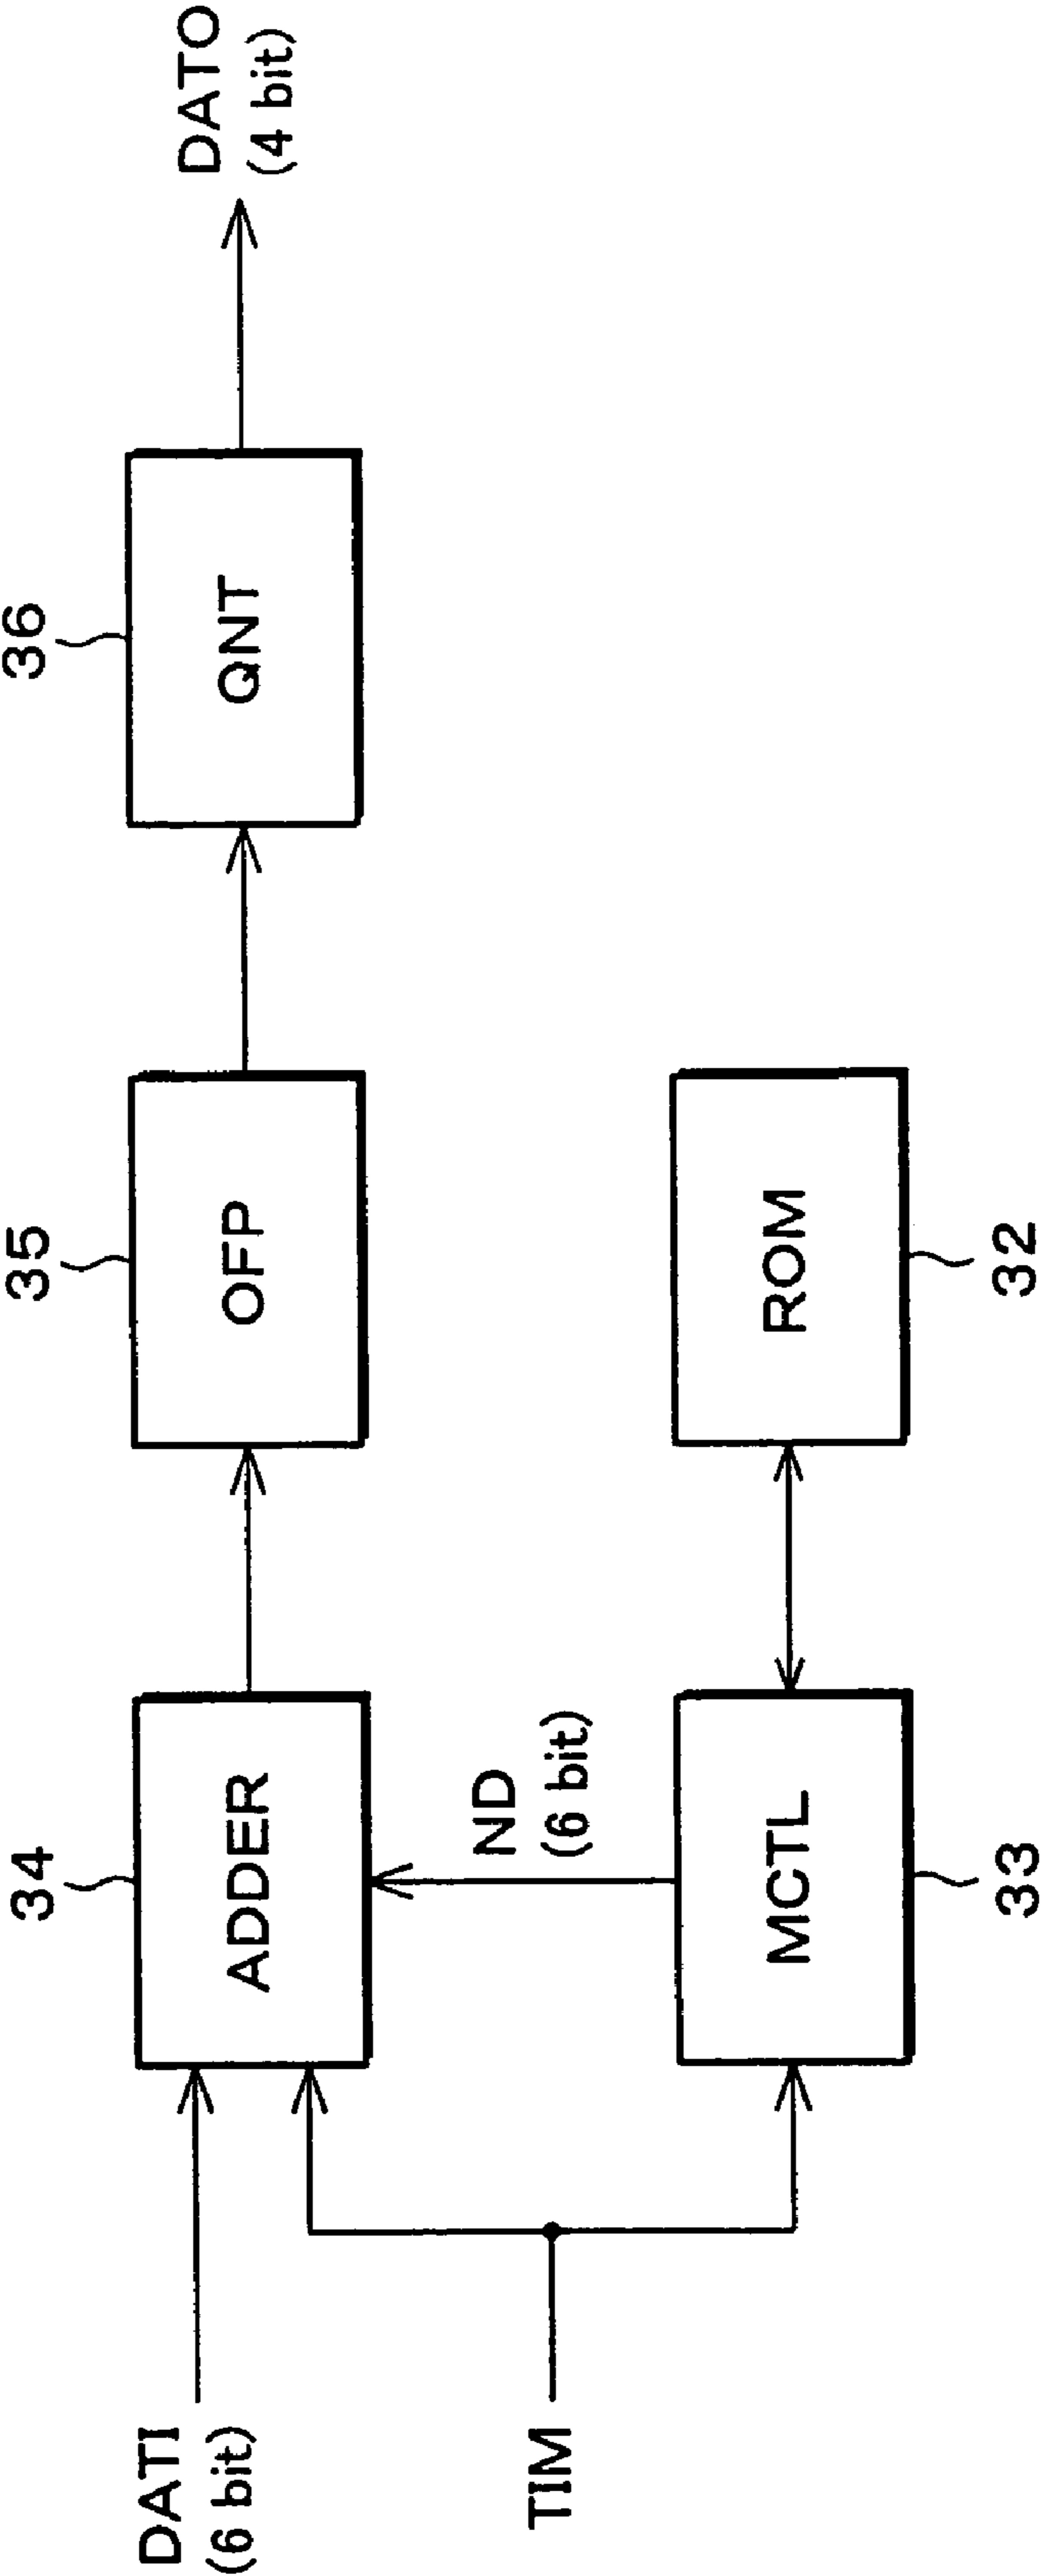 34
35
36
DATI
(6 bit)
ADDER
OFP
QNT
DATO
(4 bit)
ND
(6 bit)
TIM
MCTL
ROM
33
32